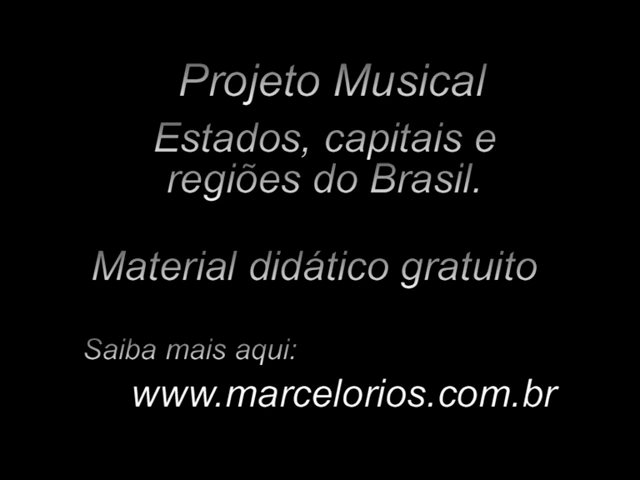 Projeto Musical
Estados, capitais e
regiões do Brasil.
Material didático gratuito
Saiba mais aqui:
www.marcelorios.com.br